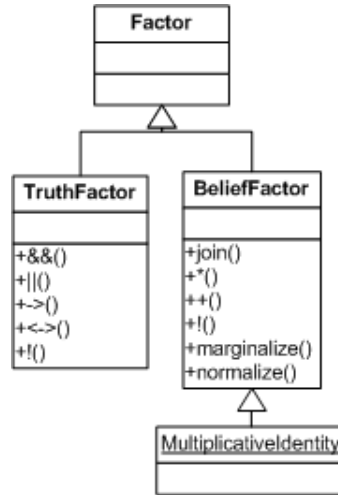 Factor
TruthFactor
+&&()
+||()
+->()
+<->()
+!()
BeliefFactor
+join()
+*()
++()
+!()
+marginalize()
+normalize()
MultiplicativeIdentity